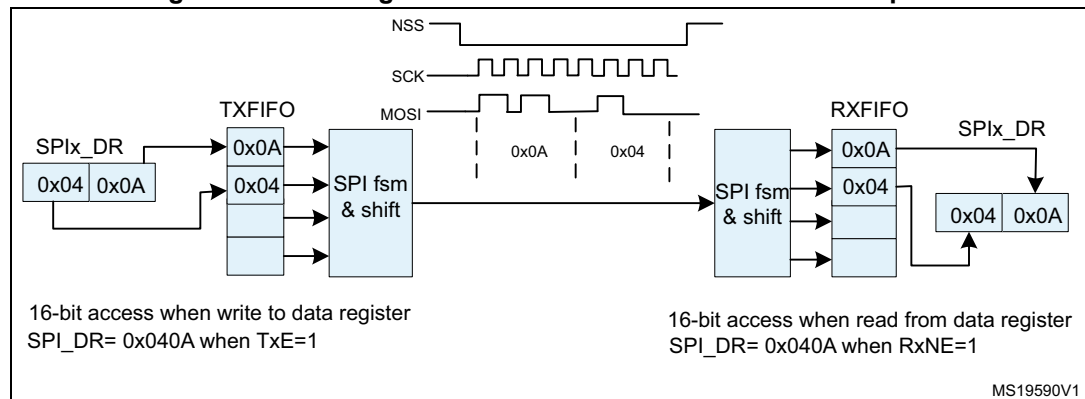 NSS
SCK
MOSI
TXFIFO
RXFIFO
SPIx_DR
0x04 0x0A
0x0A
0x04
SPI fsm
& shift
0x0A 0x04
SPI fsm
& shift
0x0A
0x04
SPIx_DR
0x04 0x0A
16-bit access when write to data register
SPI_DR= 0x040A when TxE=1
16-bit access when read from data register
SPI_DR= 0x040A when RxNE=1
MS19590V1